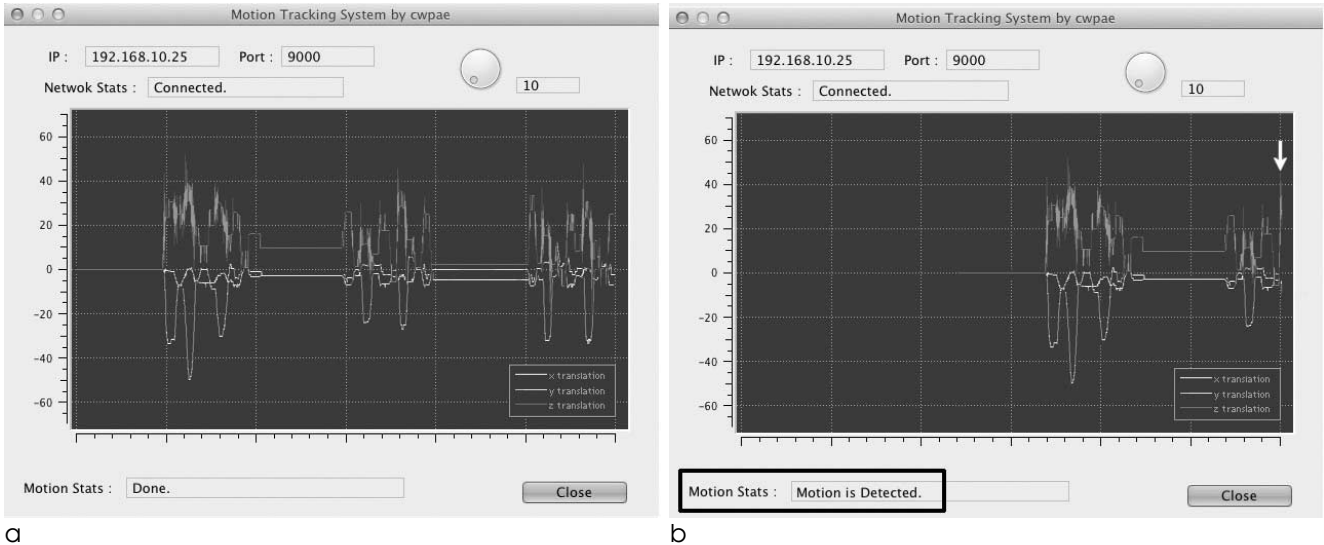 Motion Tracking System by cwpae
IP : 192.168.10.25 Port : 9000
Netwok Stats : Connected. 10
60
40
20
0
-20
-40
-60
x translation
y translation
z translation
Motion Stats : Done. Close
a
Motion Tracking System by cwpae
IP : 192.168.10.25 Port : 9000
Netwok Stats : Connected. 10
60
40
20
0
-20
-40
-60
x translation
y translation
z translation
Motion Stats : Motion is Detected. Close
b